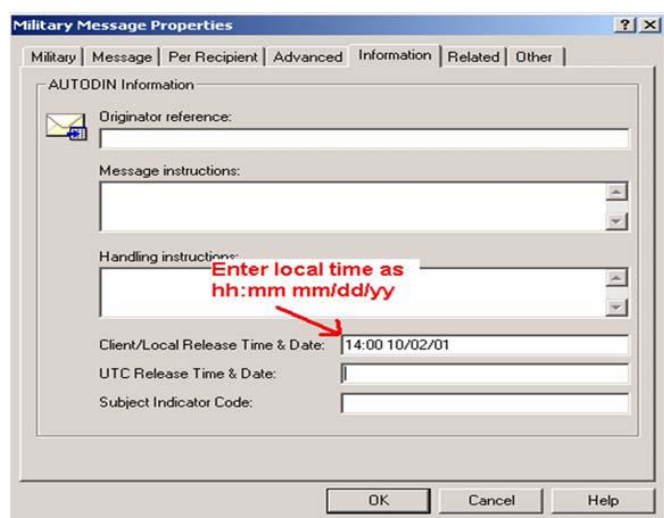 Military Message Properties
Military Message Per Recipient Advanced Information Related Other
AUTODIN Information
Originator reference:
Message instructions:
Handling instructions:
Enter local time as
hh:mm mm/dd/yy
Client/Local Release Time & Date: 14:00 10/02/01
UTC Release Time & Date:
Subject Indicator Code:
OK Cancel Help